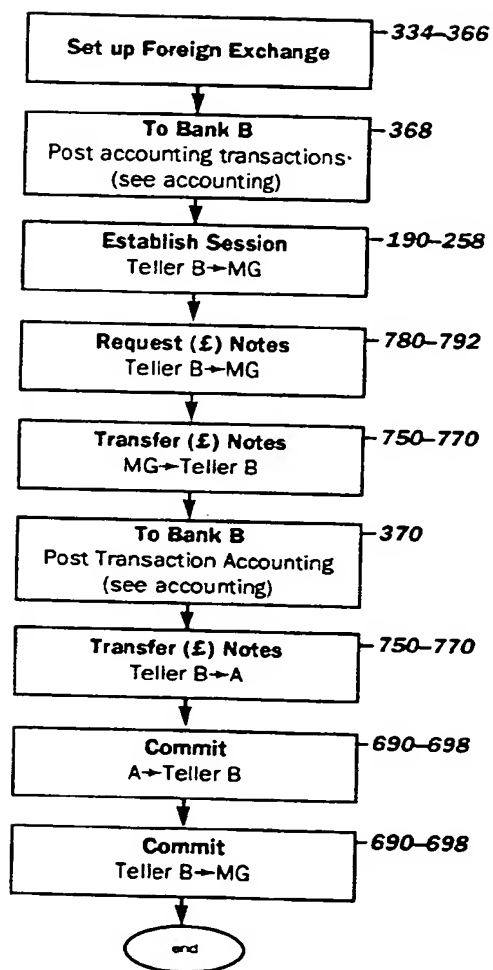 Set up Foreign Exchange
334–366
To Bank B
368
Post accounting transactions·
(see accounting)
Establish Session
190–258
Teller B→MG
Request (£) Notes
780–792
Teller B→MG
Transfer (£) Notes
750–770
MG→Teller B
To Bank B
370
Post Transaction Accounting
(see accounting)
Transfer (£) Notes
750–770
Teller B→A
Commit
690–698
A→Teller B
Commit
690–698
Teller B→MG
end